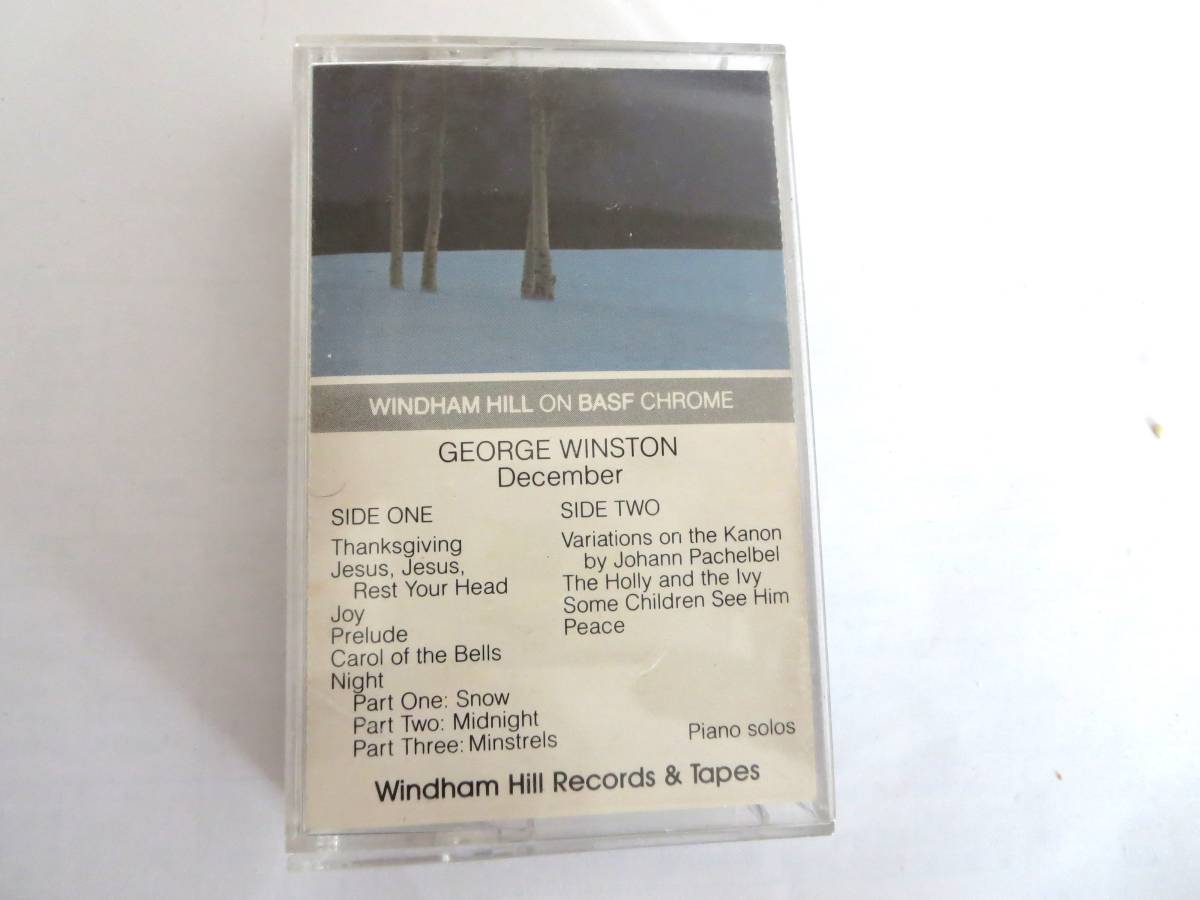 WINDHAM HILL ON BASF CHROME
GEORGE WINSTON
December
SIDE ONE
Thanksgiving
Jesus, Jesus,
Rest Your Head
Joy
Prelude
Carol of the Bells
Night
Part One: Snow
Part Two: Midnight
Part Three: Minstrels
SIDE TWO
Variations on the Kanon
by Johann Pachelbel
The Holly and the Ivy
Some Children See Him
Peace
Piano solos
Windham Hill Records & Tapes